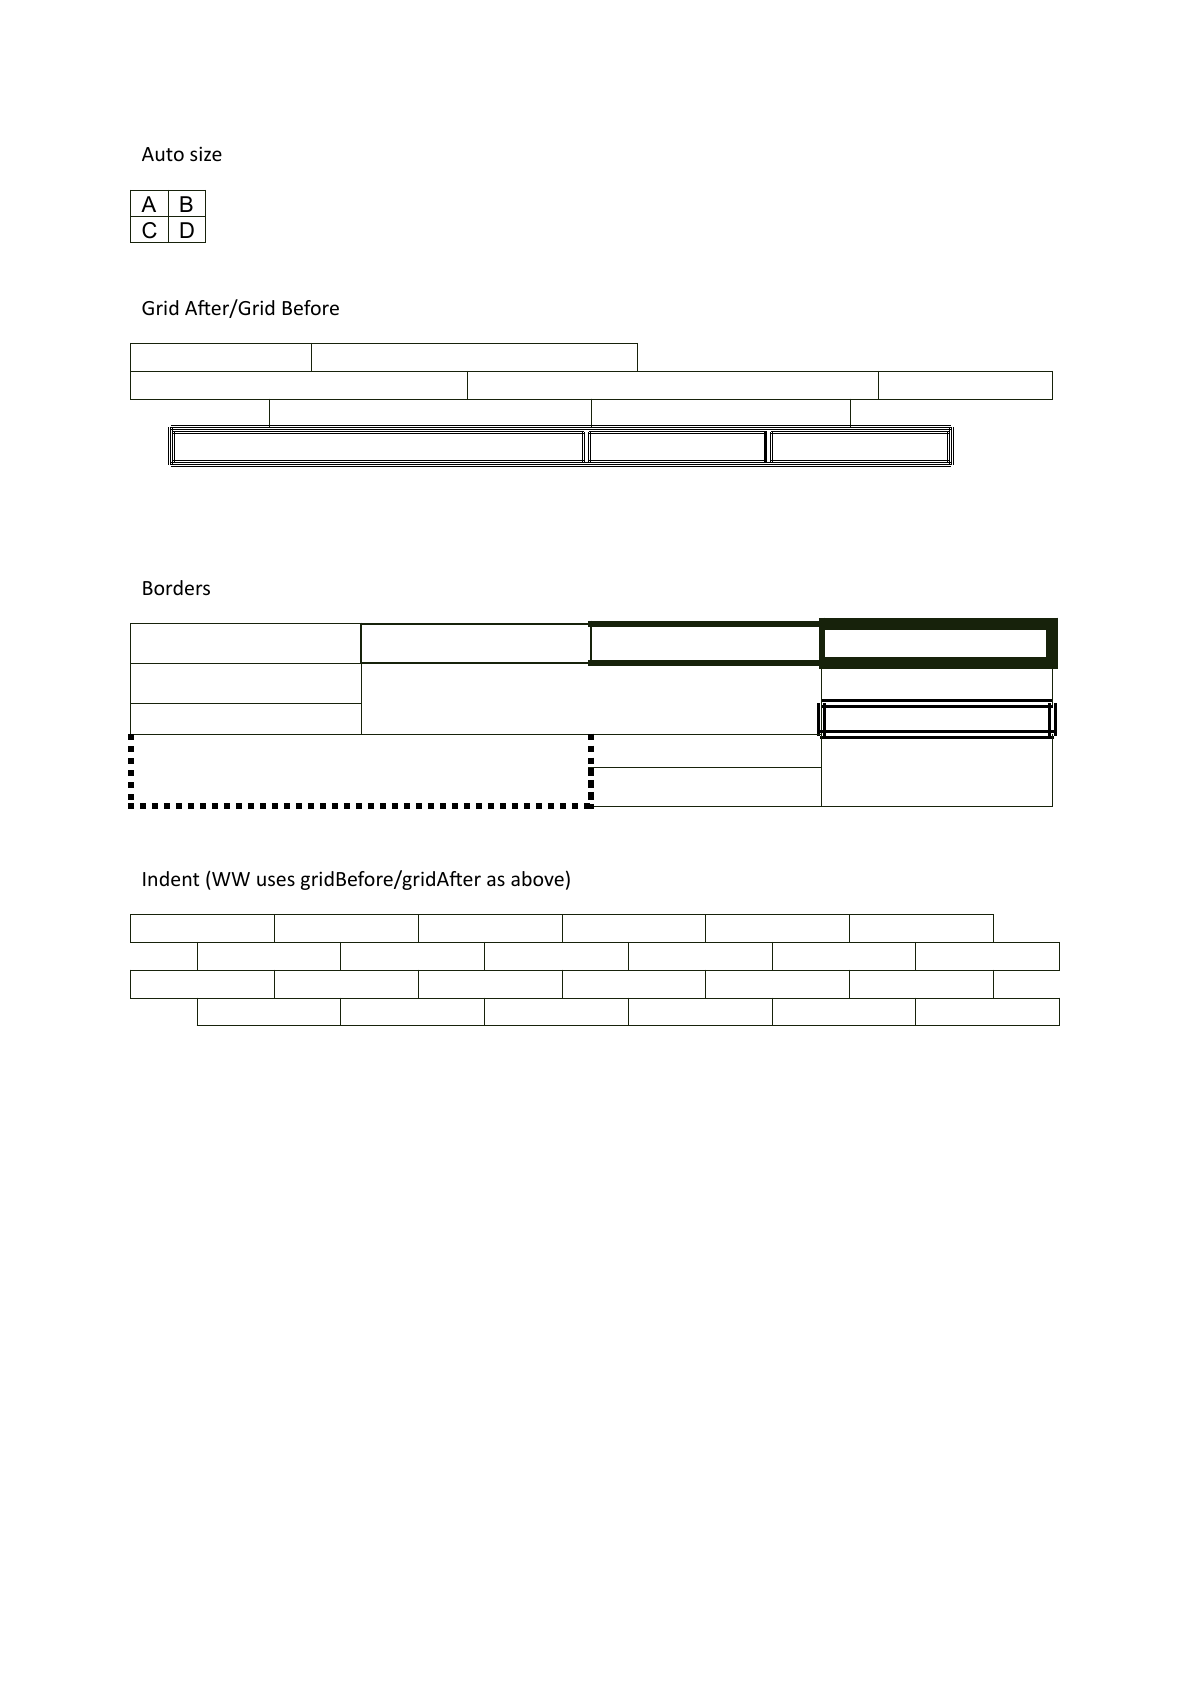 Auto size
A B
C D
Grid After/Grid Before
Borders
Indent (WW uses gridBefore/gridAfter as above)